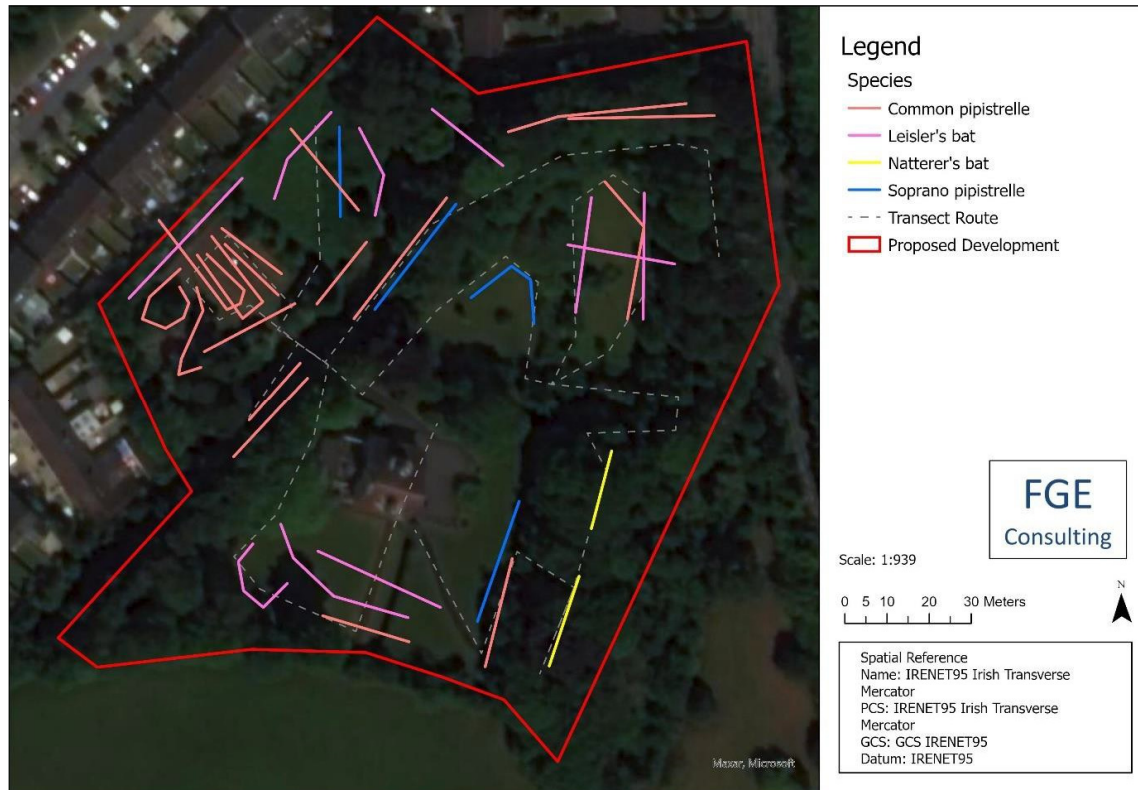 Legend
Species
Common pipistrelle
Leisler's bat
Natterer's bat
Soprano pipistrelle
Transect Route
Proposed Development
FGE
Consulting
Scale: 1:939
N
0 5 10 20 30 Meters
Spatial Reference
Name: IRENET95 Irish Transverse
Mercator
PCS: IRENET95 Irish Transverse
Mercator
GCS: GCS IRENET95
Datum: IRENET95
Maxar, Microsoft